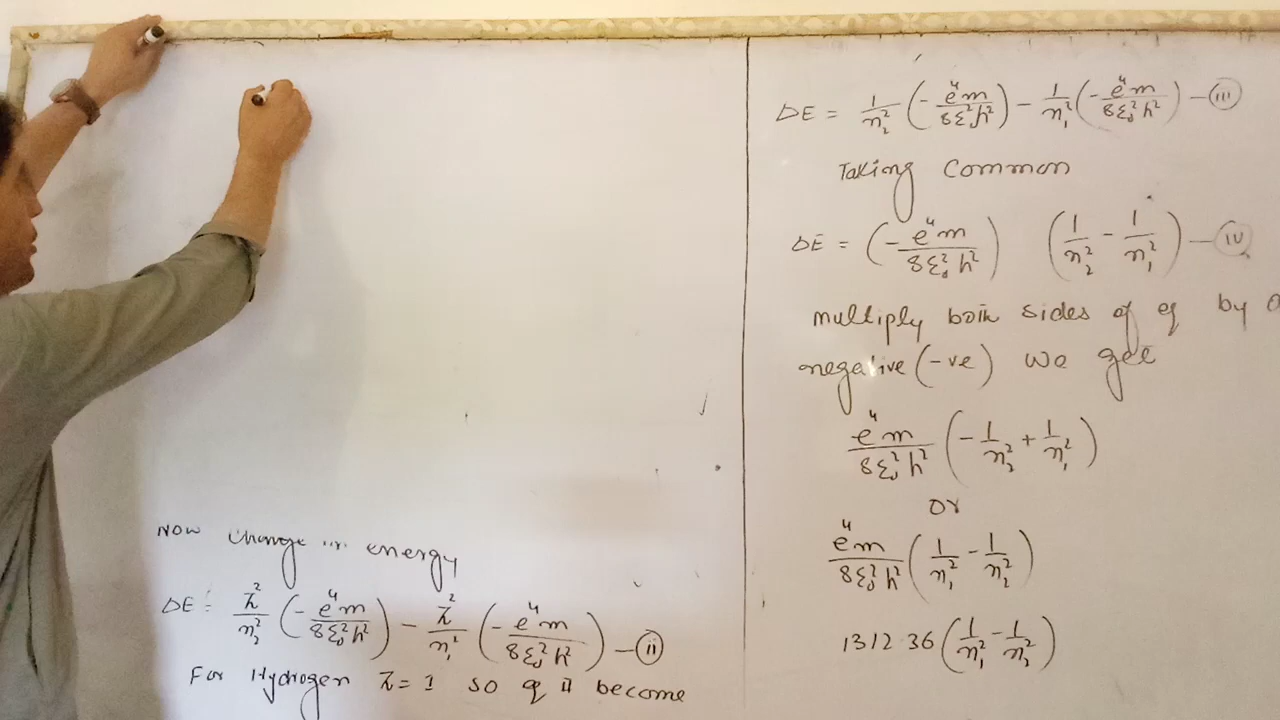 Now change in energy
ΔE = Z²/n₂² (- e⁴m/8ε₀²h²) - Z²/n₁² (- e⁴m/8ε₀²h²) — (ii)
For Hydrogen Z = 1 so eq II become
ΔE = 1/n₂² (- e⁴m/8ε₀²h²) - 1/n₁² (- e⁴m/8ε₀²h²) — (iii)
Taking Common
ΔE = (- e⁴m/8ε₀²h²) (1/n₂² - 1/n₁²) — (iv)
multiply both sides of eq by a
negative (-ve) we get
e⁴m/8ε₀²h² (- 1/n₂² + 1/n₁²)
or
e⁴m/8ε₀²h² (1/n₁² - 1/n₂²)
1312.36 (1/n₁² - 1/n₂²)